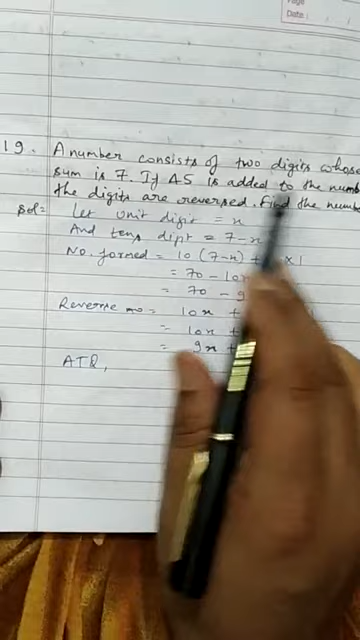 Page
Date:
19. A number consists of two digits whose
sum is 7. If 45 is added to the numb
the digits are reversed. Find the numbe
Sol= Let unit digit = x
And tens digit = 7-x
No. formed = 10 (7-x) + x1
= 70 - 10x
= 70 - 9
Reverse no = 10x +
= 10x +
= 9x +
ATQ,